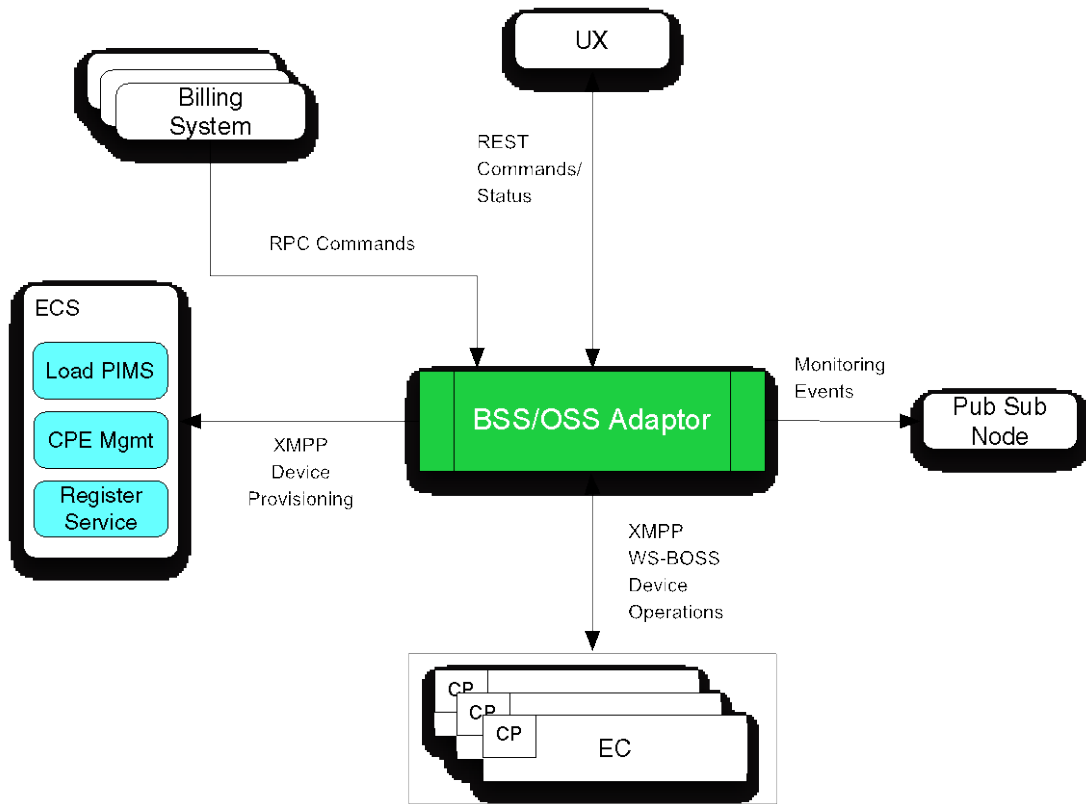 UX
Billing
System
REST
Commands/
Status
RPC Commands
ECS
Load PIMS
CPE Mgmt
Register
Service
XMPP
Device
Provisioning
BSS/OSS Adaptor
Monitoring
Events
Pub Sub
Node
XMPP
WS-BOSS
Device
Operations
CP
CP
CP
EC